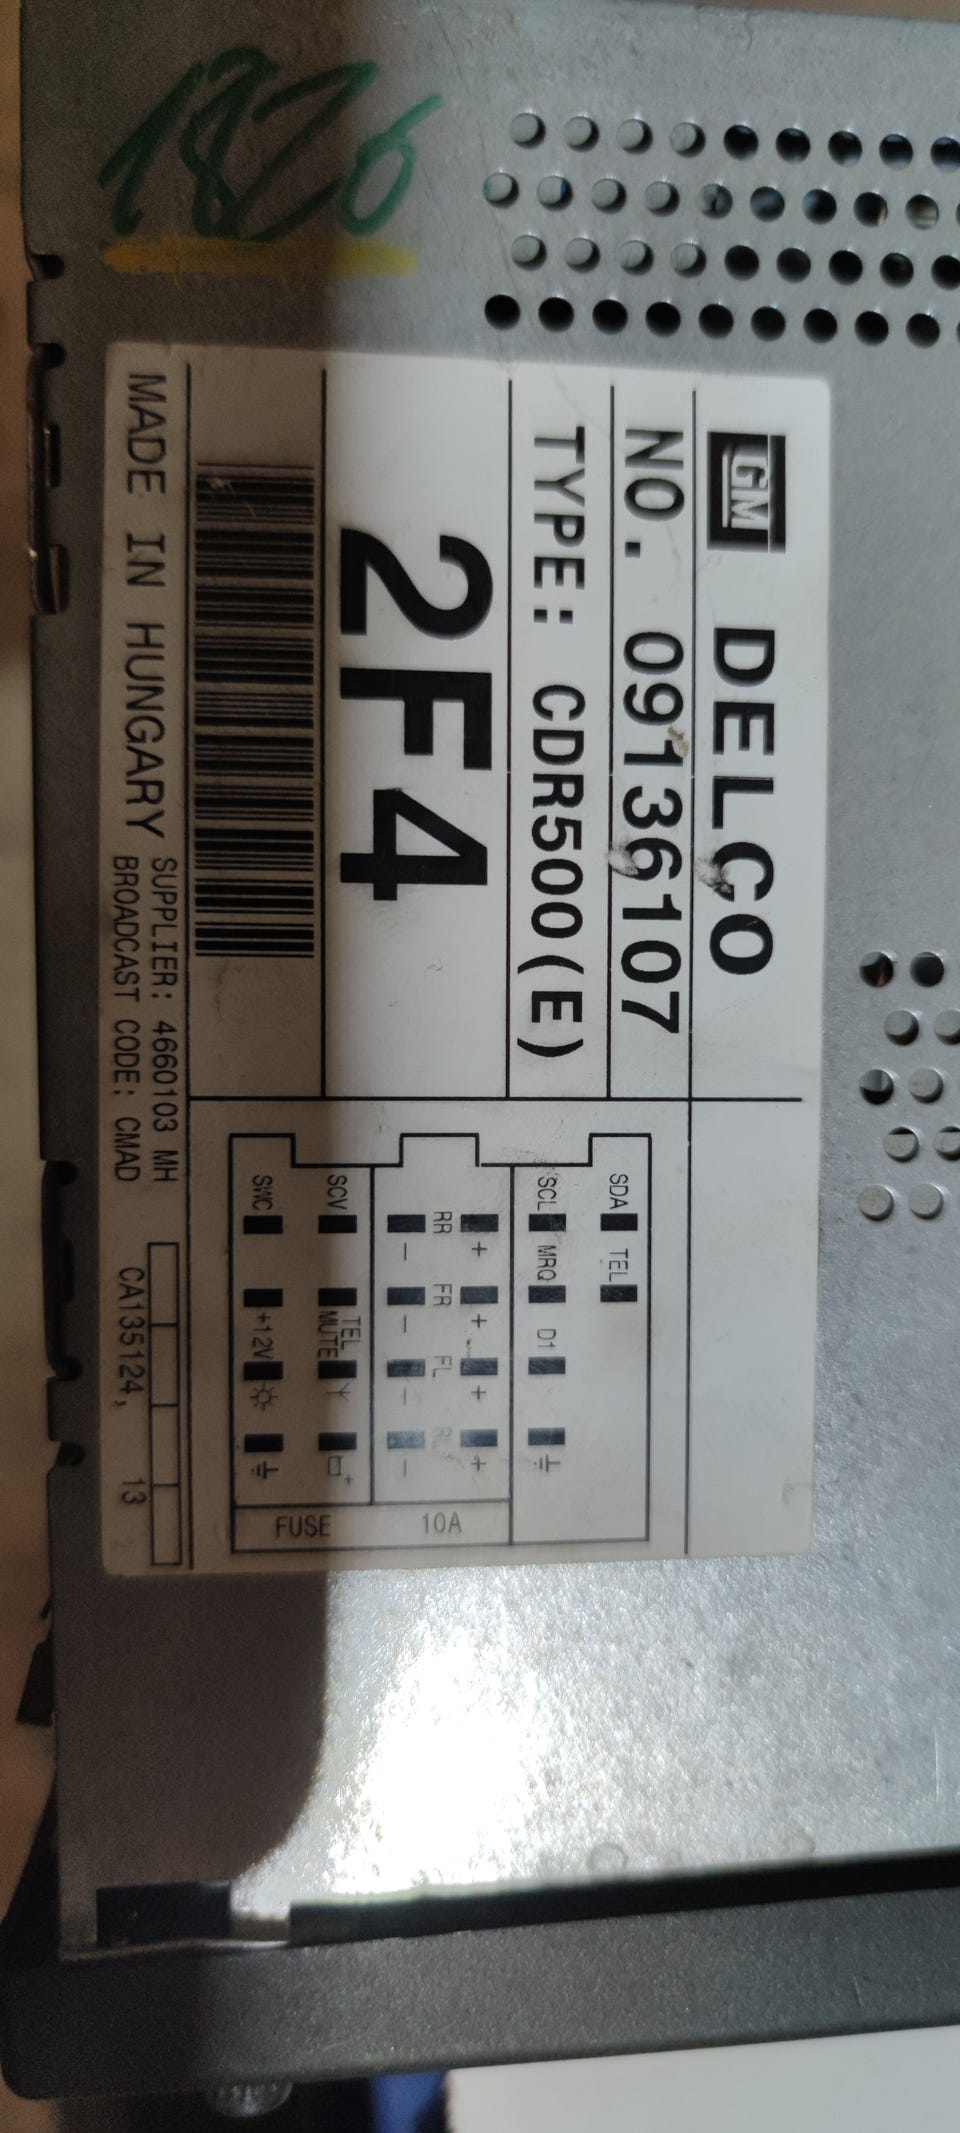 1826
GM DELCO
NO. 09136107
TYPE: CDR500(E)
2F4
MADE IN HUNGARY
SUPPLIER: 4660103 MH
BROADCAST CODE: CMAD
CA135124, 13
SDA TEL
SCL MRQ D1
+ + + +
RR FR FL RL
- - - -
SCV TEL
MUTE
+
SWC +12V
FUSE 10A